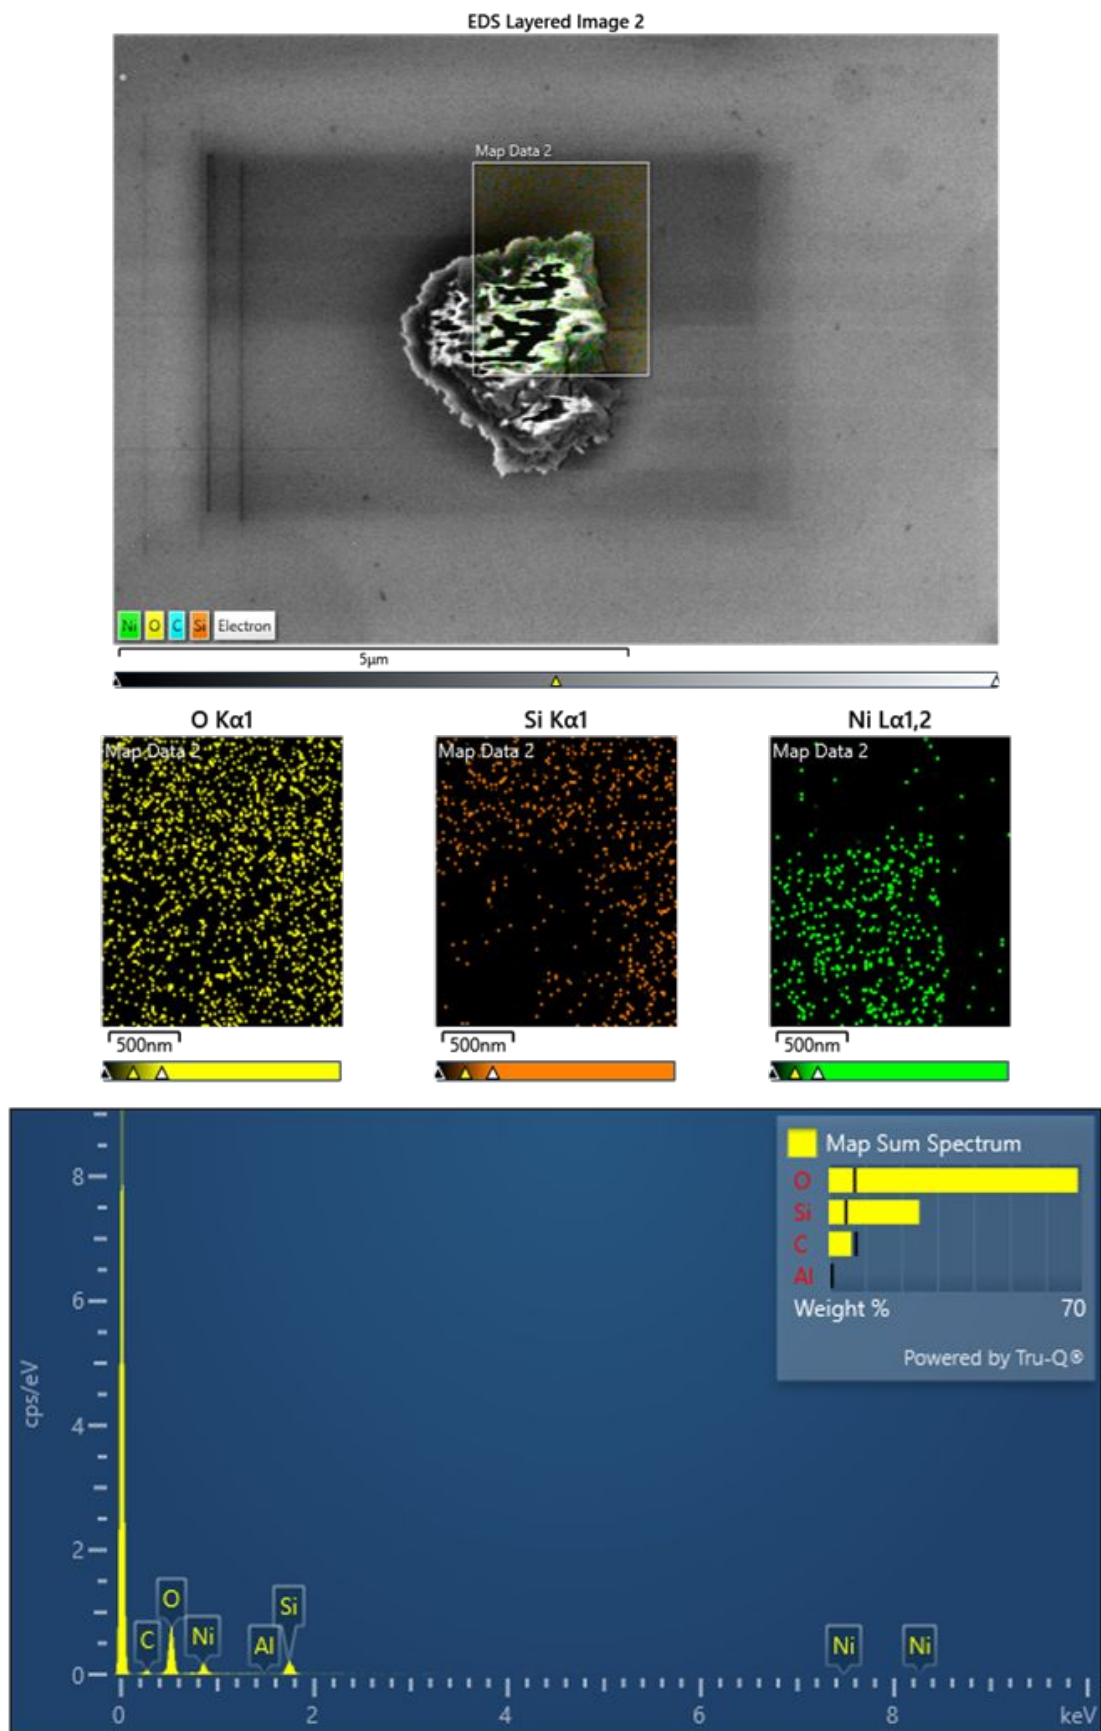 EDS Layered Image 2
Map Data 2
Ni O C Si Electron
5μm
O Kα1 Si Kα1 Ni Lα1,2
Map Data 2 Map Data 2 Map Data 2
500nm 500nm 500nm
Map Sum Spectrum
O
Si
C
Al
Weight % 70
Powered by Tru-Q®
cps/eV
8
6
4
2
0
C O Ni Al Si Ni Ni
0 2 4 6 8 keV